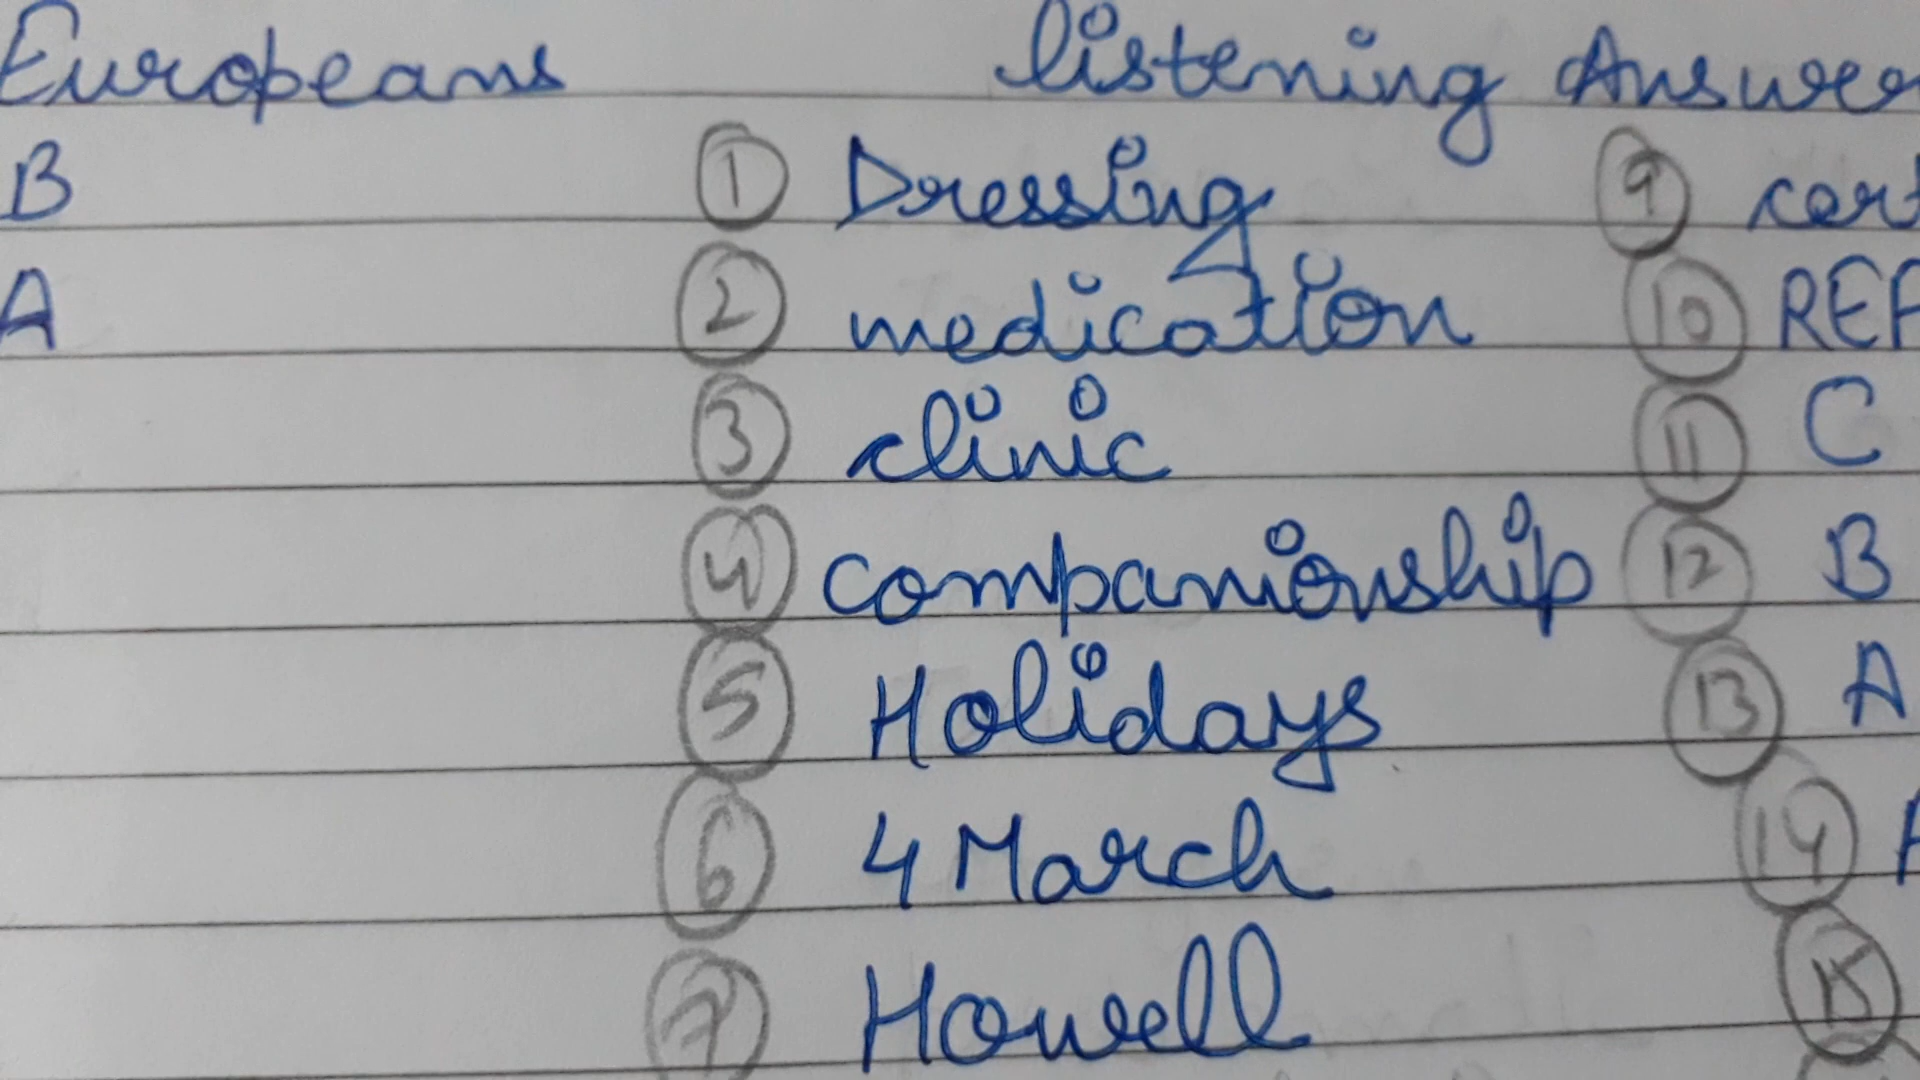 Europeans listening Answer
B ① Dressing ⑨ cert
A ② medication ⑩ REF
③ clinic ⑪ C
④ companionship ⑫ B
⑤ Holidays ⑬ A
⑥ 4 March ⑭
⑦ Howell ⑮